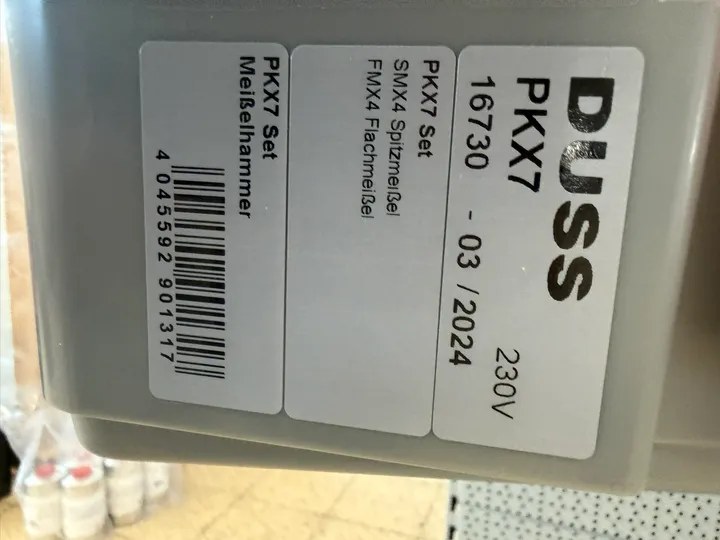 DUSS
PKX7 230V
16730 - 03 / 2024
PKX7 Set
SMX4 Spitzmeißel
FMX4 Flachmeißel
PKX7 Set
Meißelhammer
4 045592 901317